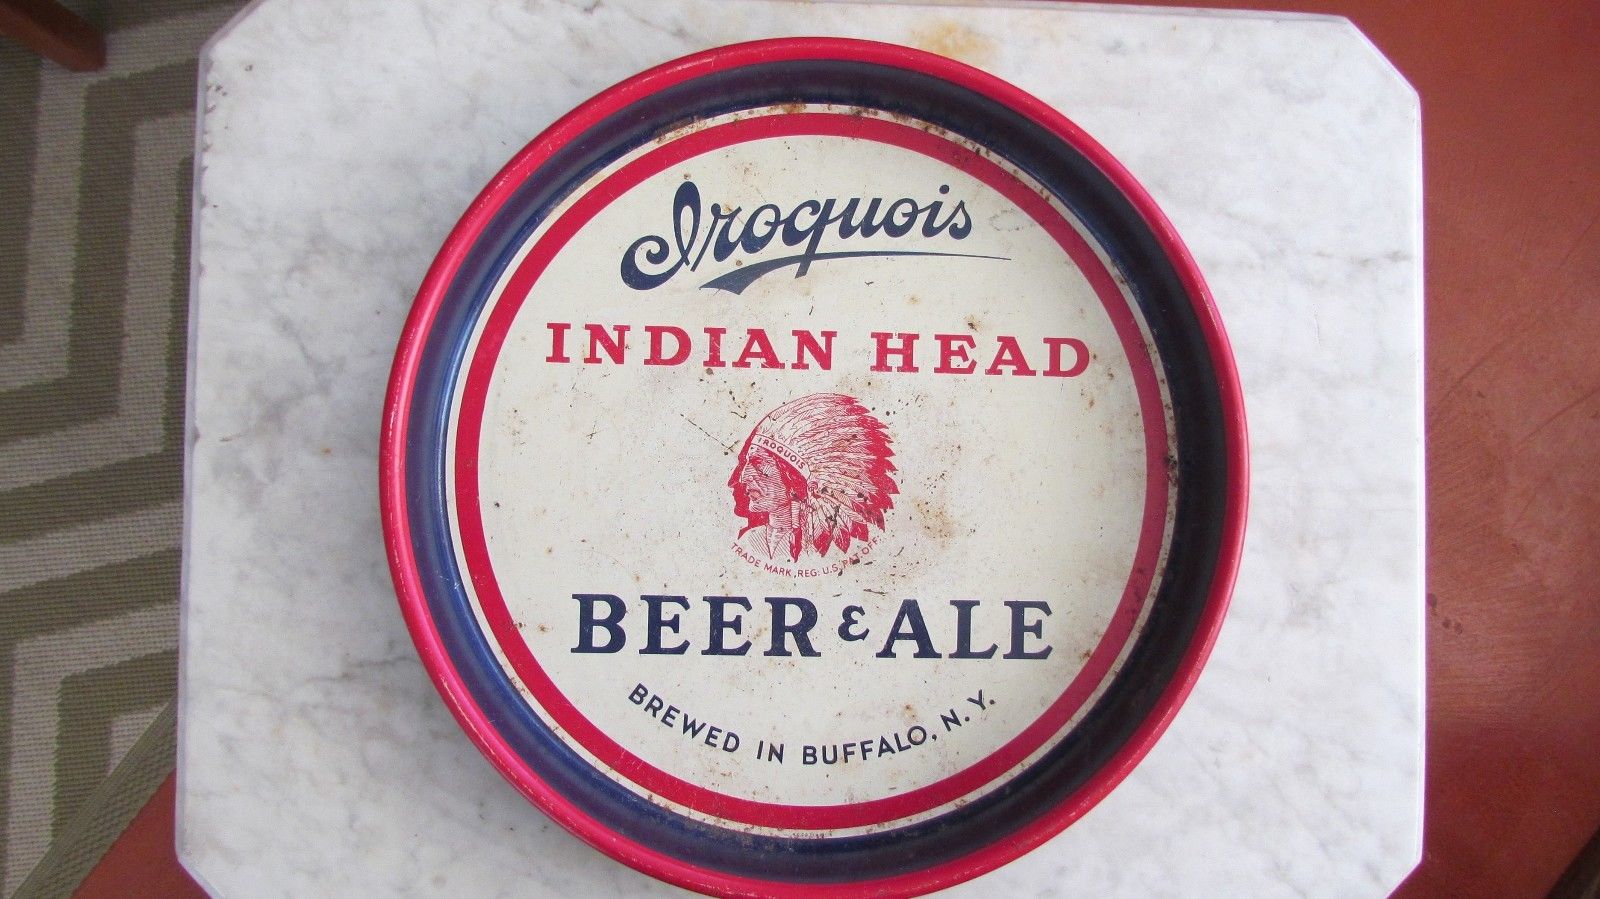 Iroquois
INDIAN HEAD
IROQUOIS
TRADE MARK, REG. U.S. PAT. OFF.
BEER & ALE
BREWED IN BUFFALO, N.Y.